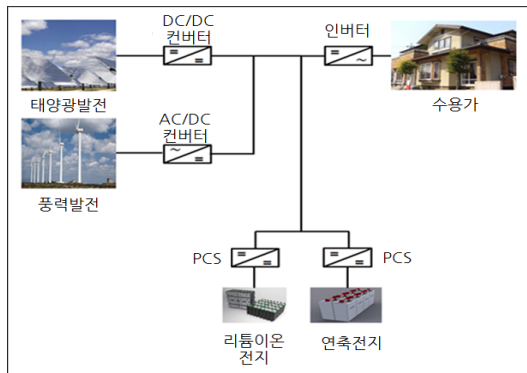 DC/DC
컨버터
인버터
태양광발전
수용가
AC/DC
컨버터
풍력발전
PCS
PCS
리튬이온
전지
연축전지